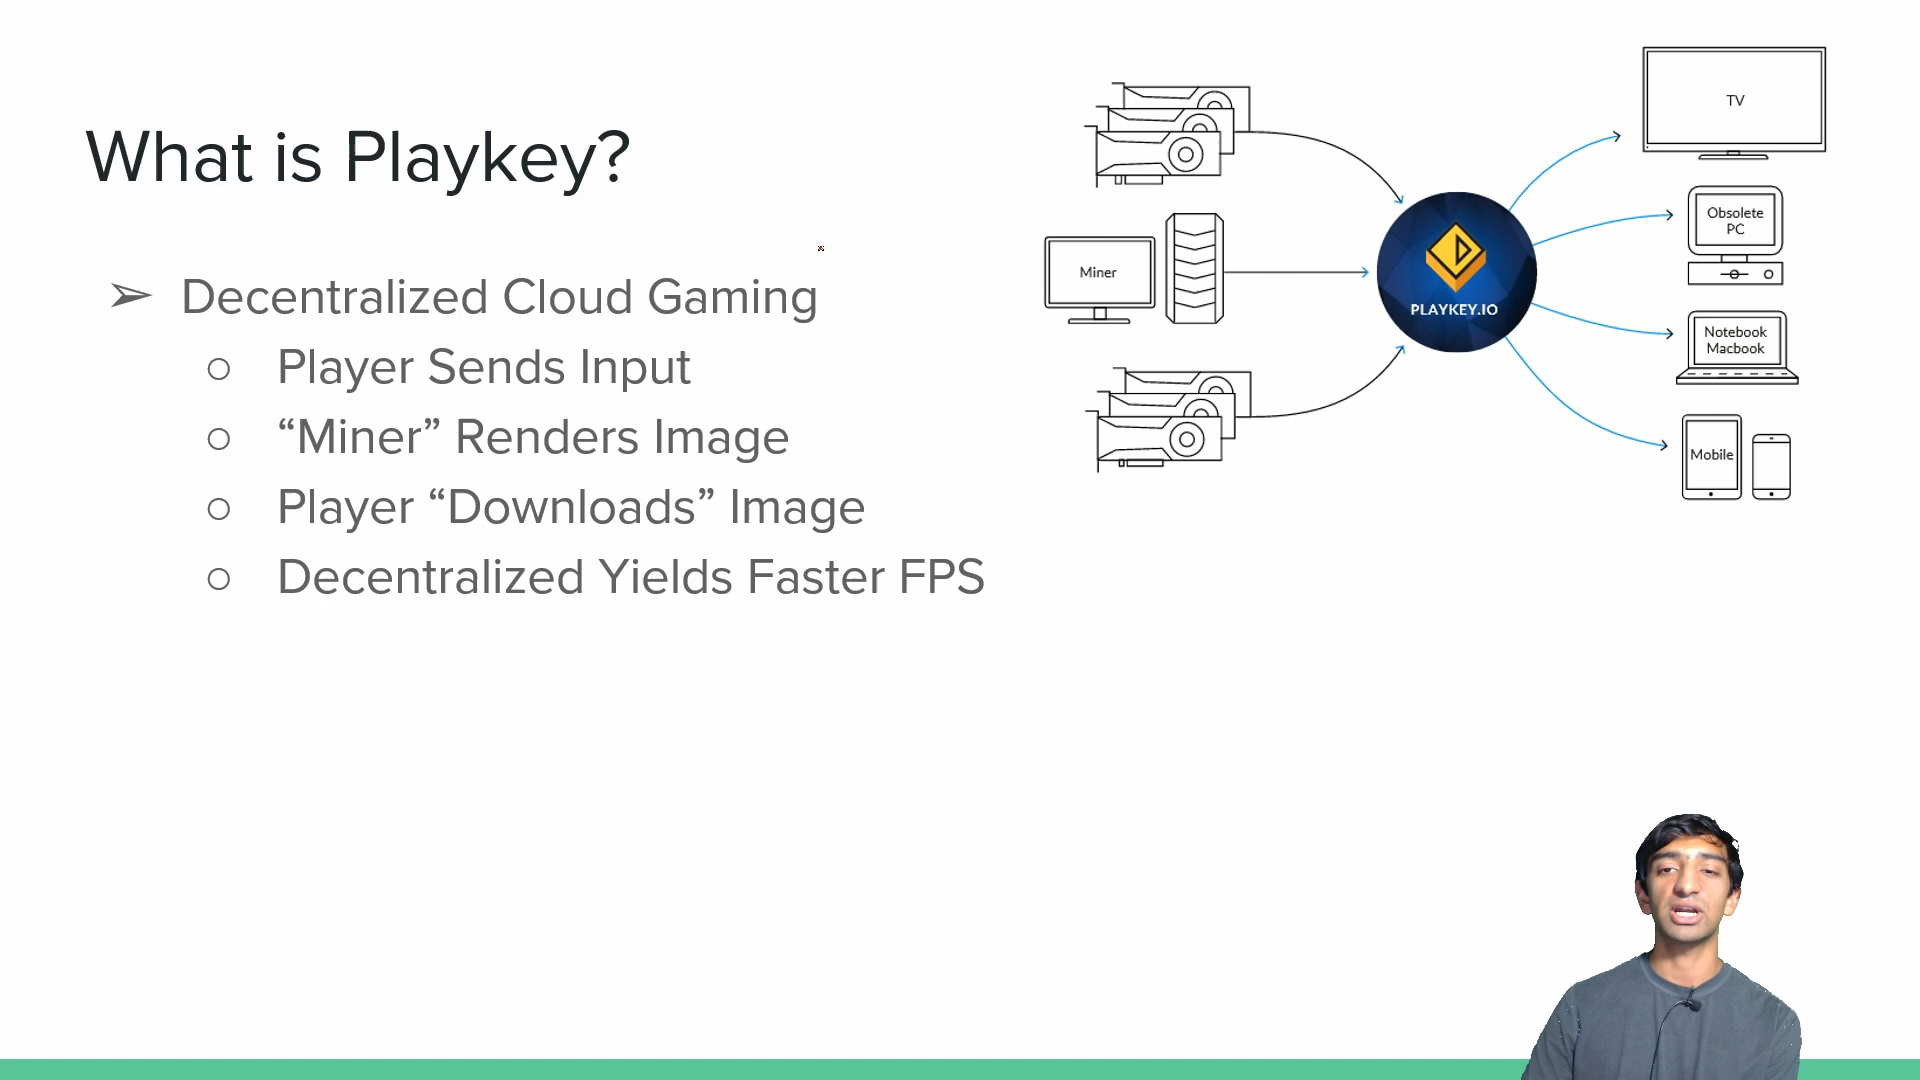 What is Playkey?
➢ Decentralized Cloud Gaming
○ Player Sends Input
○ “Miner” Renders Image
○ Player “Downloads” Image
○ Decentralized Yields Faster FPS
Miner
PLAYKEY.IO
TV
Obsolete
PC
Notebook
Macbook
Mobile